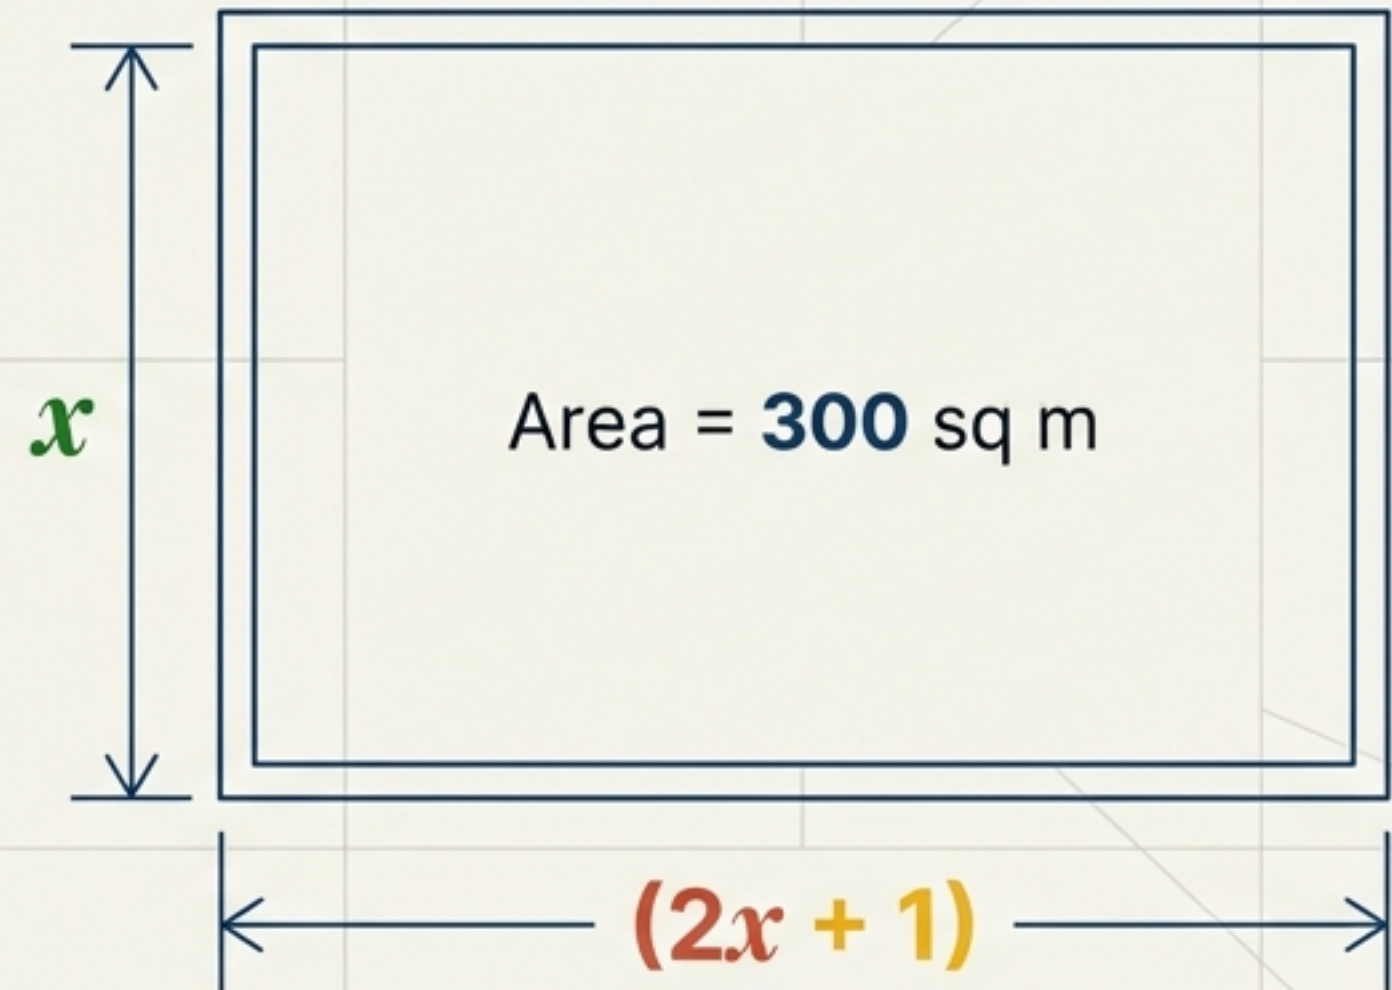 x
Area = 300 sq m
(2x + 1)